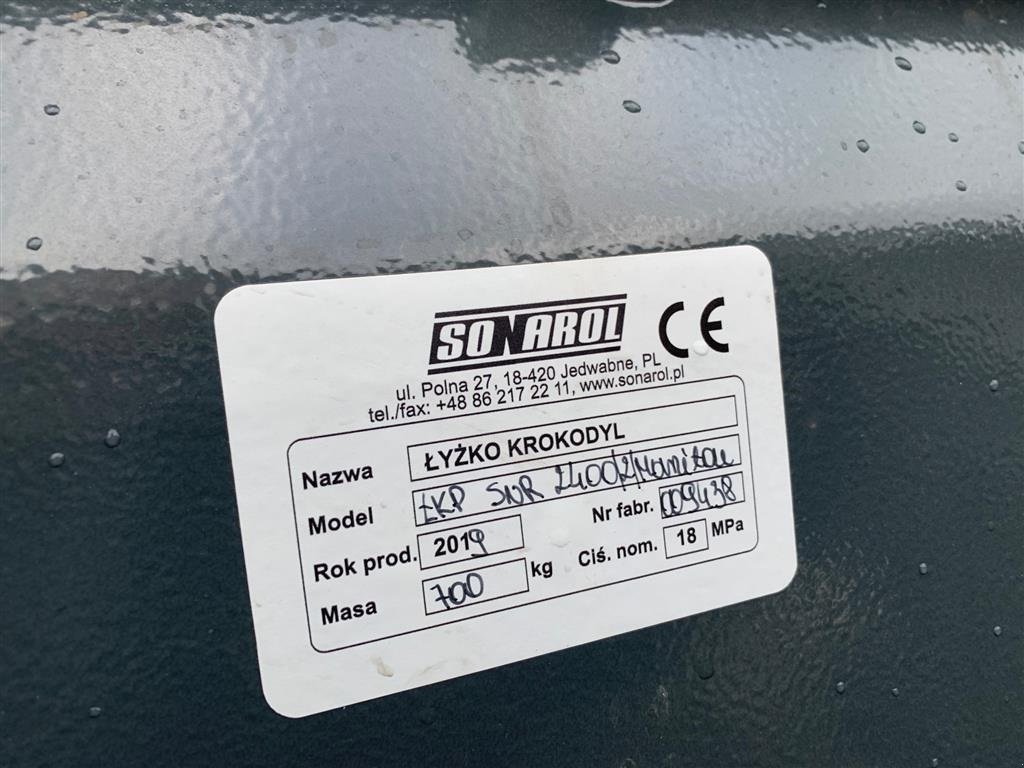 SONAROL CE
ul. Polna 27, 18-420 Jedwabne, PL
tel./fax: +48 86 217 22 11, www.sonarol.pl
Nazwa ŁYŻKO KROKODYL
Model ŁKP SNR 2400/2/Manitou
Rok prod. 2019 Nr fabr. 009438
Masa 700 kg Ciś. nom. 18 MPa